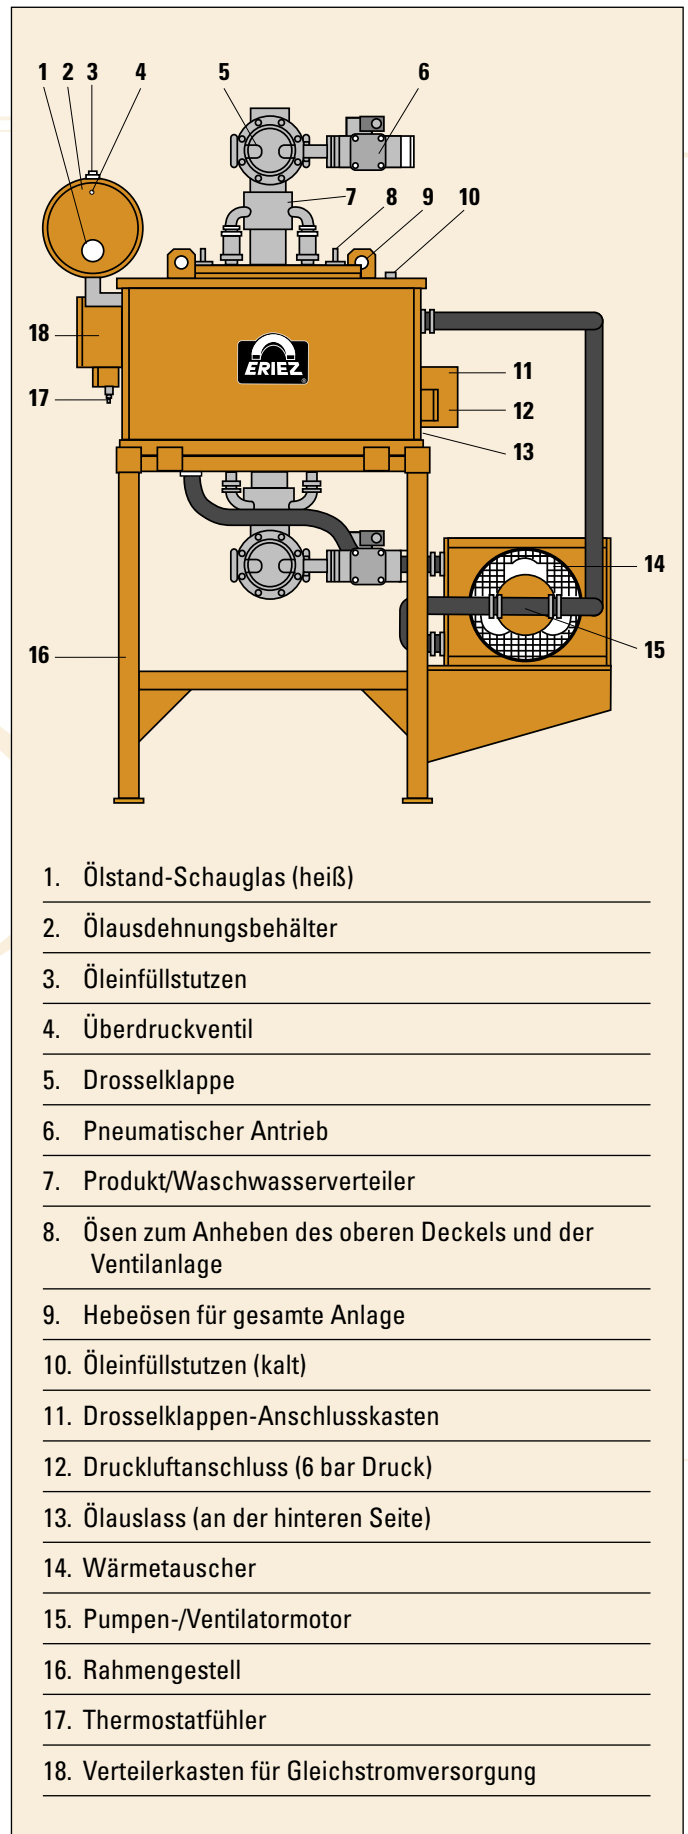 1 2 3 4 5 6
7 8 9 10
18
ERIEZ
®
11
17
12
13
14
16
15
1. Ölstand-Schauglas (heiß)
2. Ölausdehnungsbehälter
3. Öleinfüllstutzen
4. Überdruckventil
5. Drosselklappe
6. Pneumatischer Antrieb
7. Produkt/Waschwasserverteiler
8. Ösen zum Anheben des oberen Deckels und der
Ventilanlage
9. Hebeösen für gesamte Anlage
10. Öleinfüllstutzen (kalt)
11. Drosselklappen-Anschlusskasten
12. Druckluftanschluss (6 bar Druck)
13. Ölauslass (an der hinteren Seite)
14. Wärmetauscher
15. Pumpen-/Ventilatormotor
16. Rahmengestell
17. Thermostatfühler
18. Verteilerkasten für Gleichstromversorgung